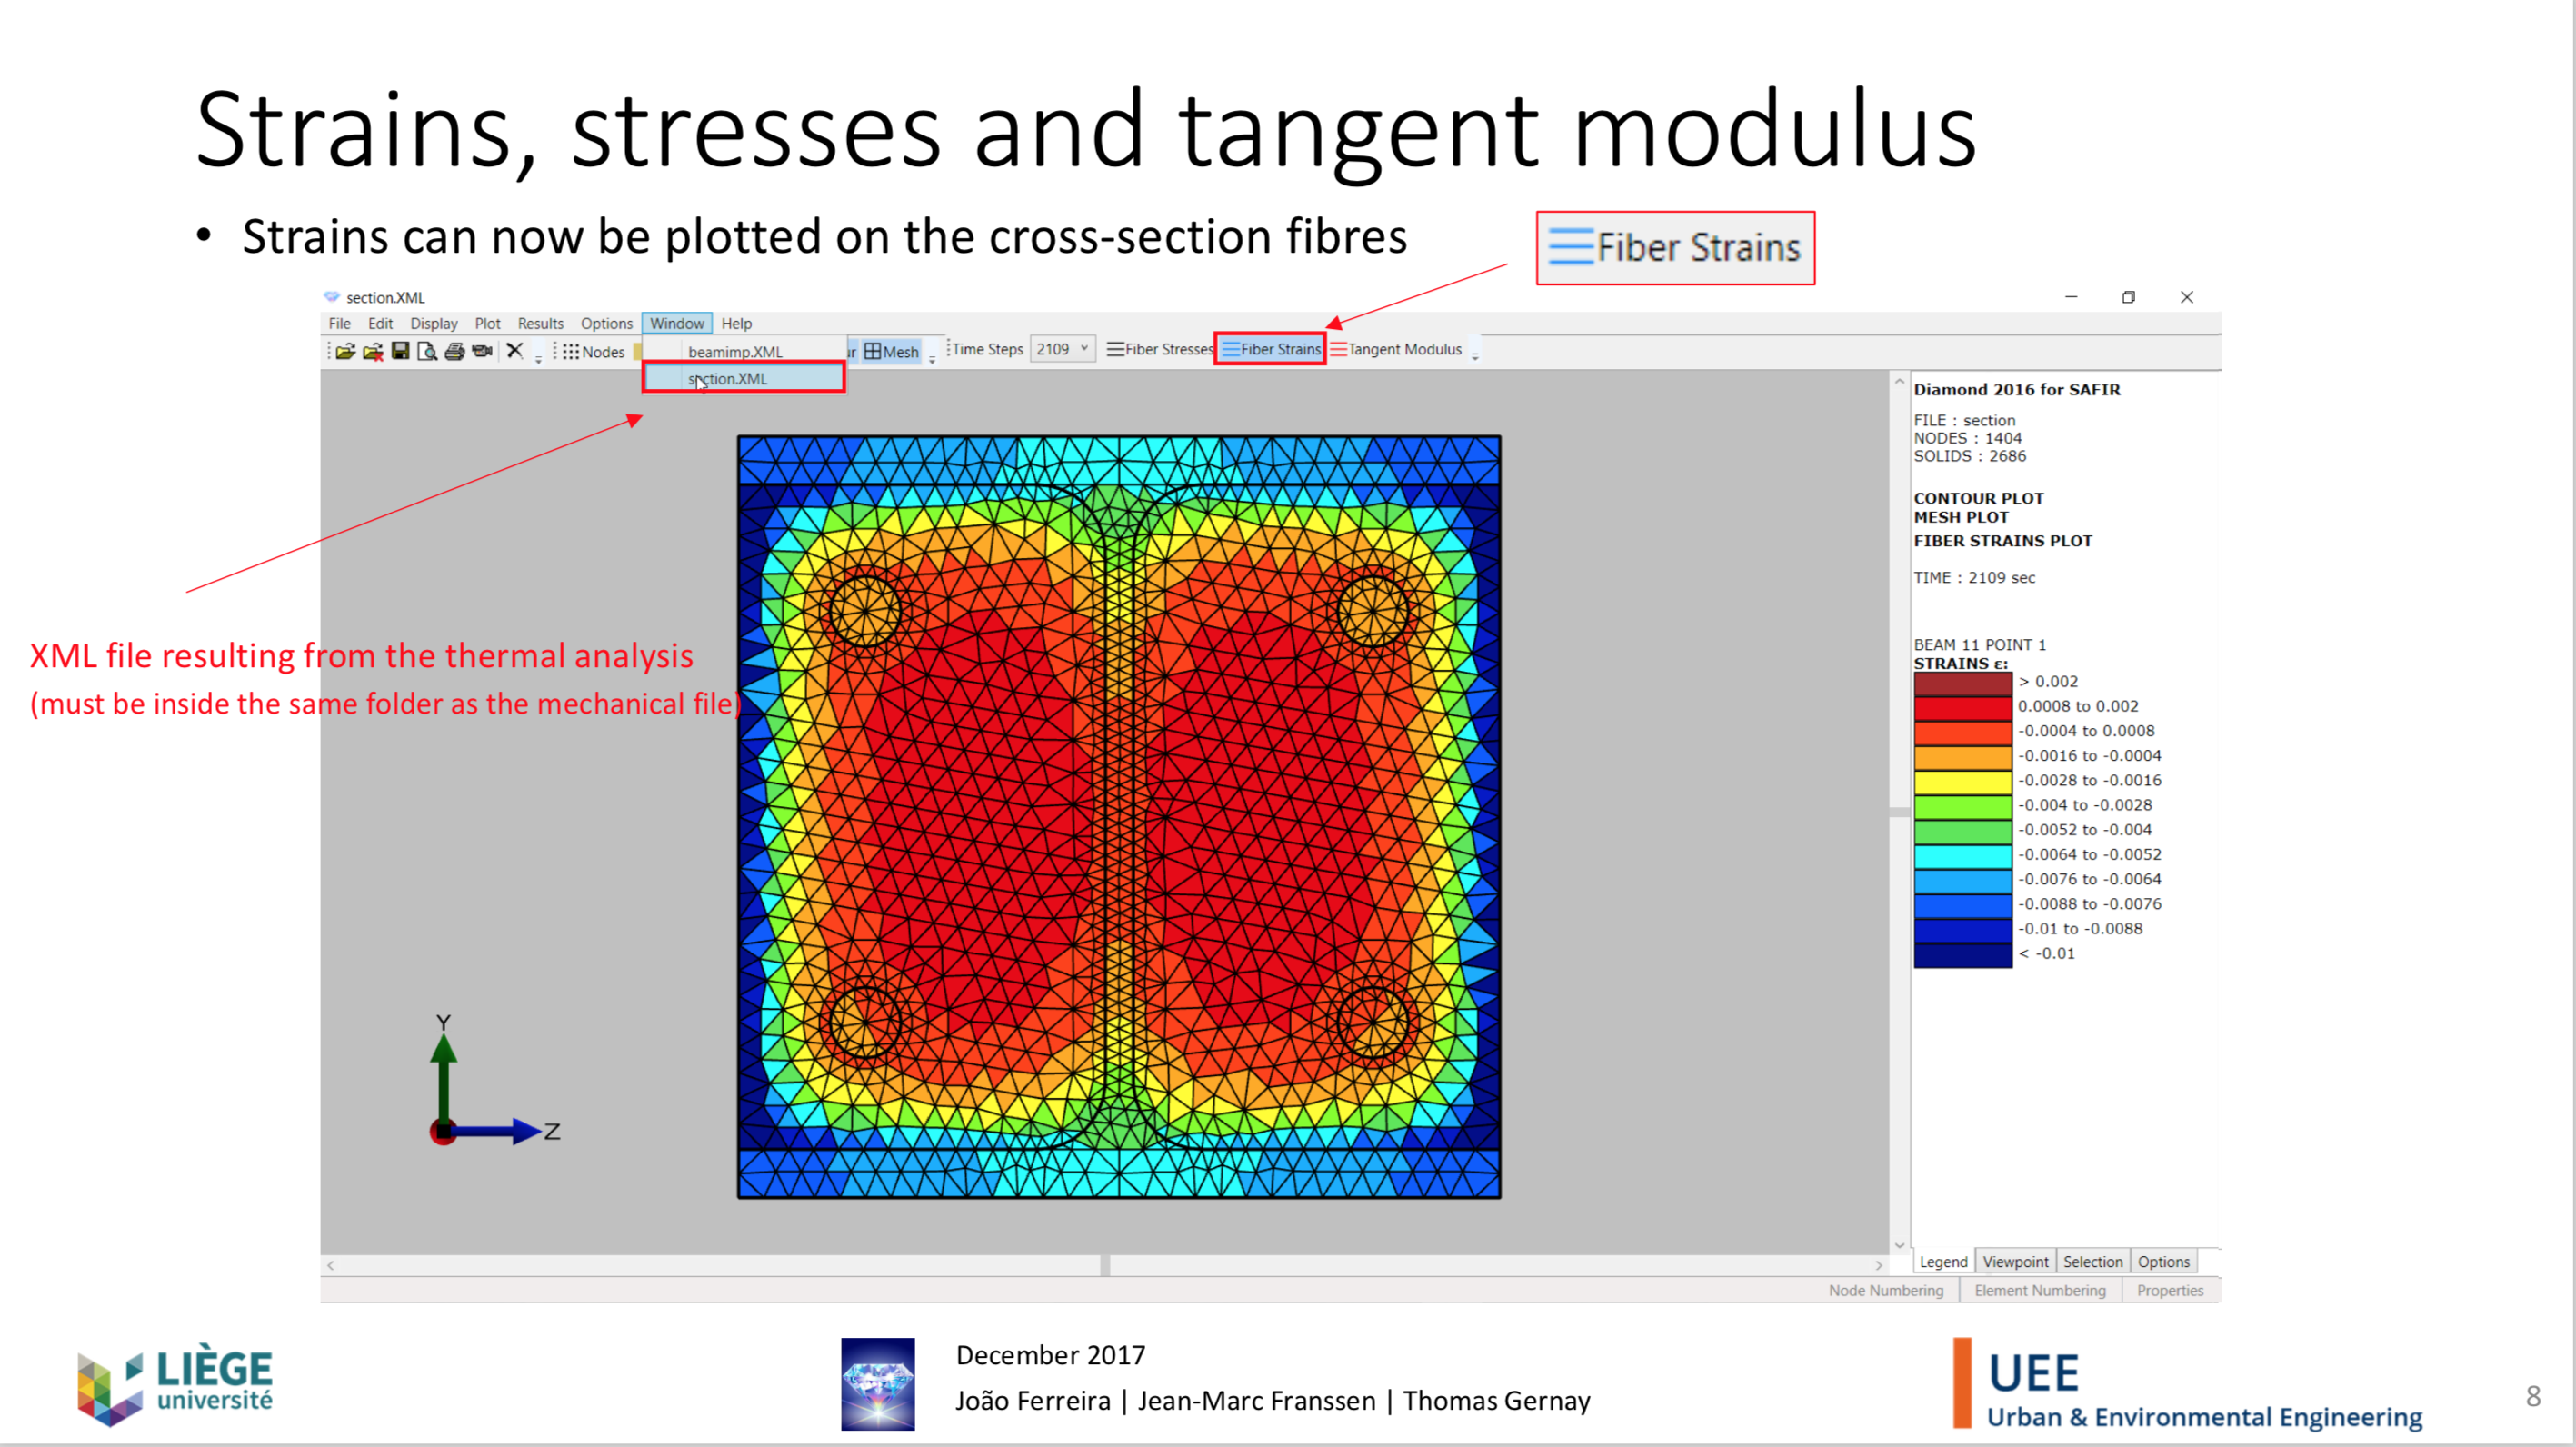 Strains, stresses and tangent modulus
• Strains can now be plotted on the cross-section fibres
Fiber Strains
section.XML
File Edit Display Plot Results Options Window Help
Nodes Mesh Time Steps 2109 Fiber Stresses Fiber Strains Tangent Modulus
beamimp.XML
section.XML
XML file resulting from the thermal analysis
(must be inside the same folder as the mechanical file)
Y
Z
Diamond 2016 for SAFIR
FILE : section
NODES : 1404
SOLIDS : 2686
CONTOUR PLOT
MESH PLOT
FIBER STRAINS PLOT
TIME : 2109 sec
BEAM 11 POINT 1
STRAINS ε:
> 0.002
0.0008 to 0.002
-0.0004 to 0.0008
-0.0016 to -0.0004
-0.0028 to -0.0016
-0.004 to -0.0028
-0.0052 to -0.004
-0.0064 to -0.0052
-0.0076 to -0.0064
-0.0088 to -0.0076
-0.01 to -0.0088
< -0.01
Legend Viewpoint Selection Options
Node Numbering Element Numbering Properties
LIÈGE
université
December 2017
João Ferreira | Jean-Marc Franssen | Thomas Gernay
UEE
Urban & Environmental Engineering
8